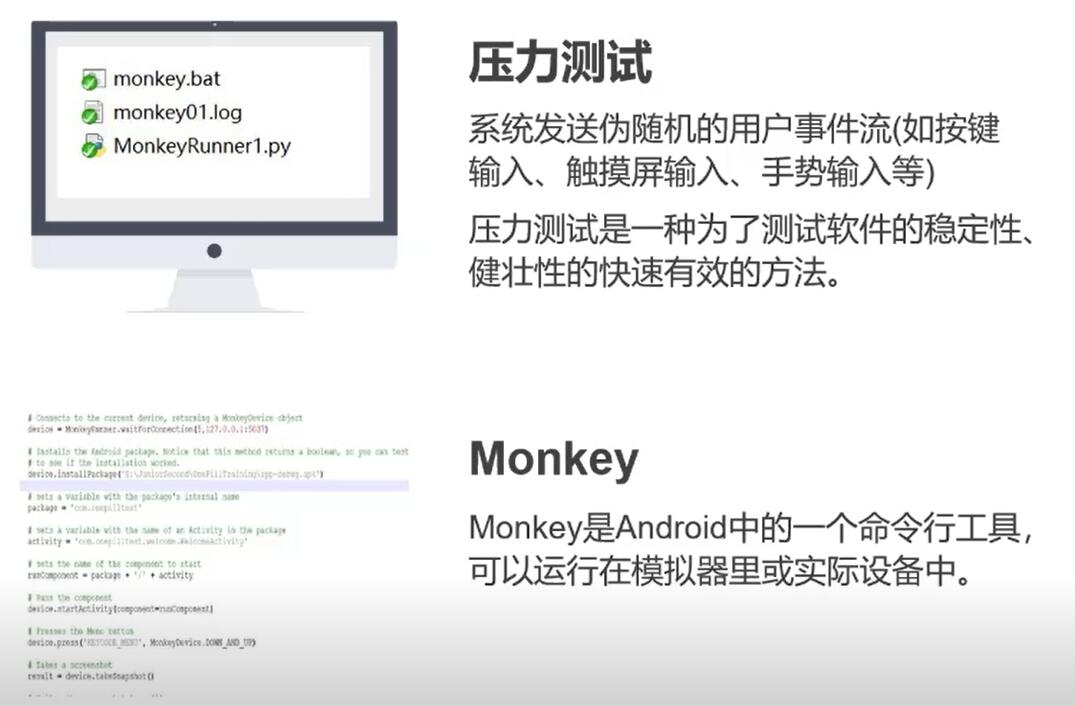 monkey.bat
monkey01.log
MonkeyRunner1.py
压力测试
系统发送伪随机的用户事件流(如按键
输入、触摸屏输入、手势输入等)
压力测试是一种为了测试软件的稳定性、
健壮性的快速有效的方法。
# Connects to the current device, returning a MonkeyDevice object
device = MonkeyRunner.waitForConnection(5,127.0.0.1:5037)
# Installs the Android package. Notice that this method returns a boolean, so you can test
# to see if the installation worked.
device.installPackage("E:\JuniorSecond\OnePillTraining\app-debug.apk")
# sets a variable with the package's internal name
package = 'com.onepilltest'
# sets a variable with the name of an Activity in the package
activity = 'com.onepilltest.welcome.WelcomeActivity'
# sets the name of the component to start
runComponent = package + '/' + activity
# Runs the component
device.startActivity(component=runComponent)
# Presses the Menu button
device.press('KEYCODE_MENU', MonkeyDevice.DOWN_AND_UP)
# Takes a screenshot
result = device.takeSnapshot()
Monkey
Monkey是Android中的一个命令行工具，
可以运行在模拟器里或实际设备中。